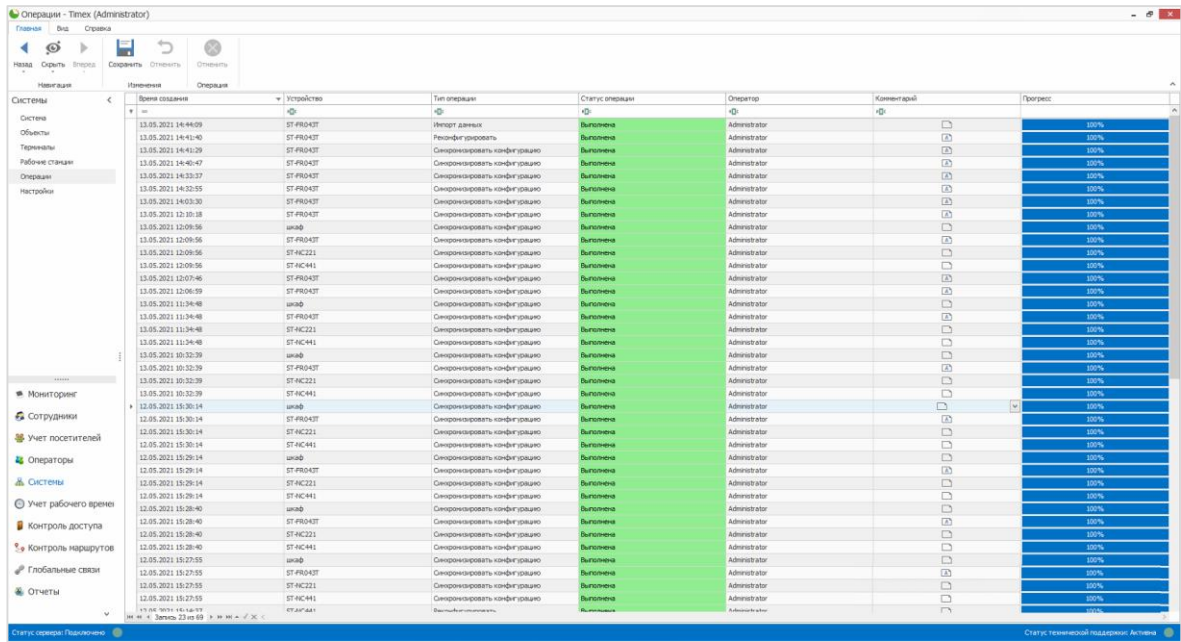 Операции - Timex (Administrator)
Главная Вид Справка
Назад Скрыть Вперед Сохранить Отменить Отменить
Навигация Изменения Операция
Системы
Система
Объекты
Терминалы
Рабочие станции
Операции
Настройки
Мониторинг
Сотрудники
Учет посетителей
Операторы
Системы
Учет рабочего времен
Контроль доступа
Контроль маршрутов
Глобальные связи
Отчеты
Время создания Устройство Тип операции Статус операции Оператор Комментарий Прогресс
13.05.2021 14:44:09 ST-FR043T Импорт данных Выполнена Administrator 100%
13.05.2021 14:41:40 ST-FR043T Реконфигурировать Выполнена Administrator 100%
13.05.2021 14:41:29 ST-FR043T Синхронизировать конфигурацию Выполнена Administrator 100%
13.05.2021 14:40:47 ST-FR043T Синхронизировать конфигурацию Выполнена Administrator 100%
13.05.2021 14:33:37 ST-FR043T Синхронизировать конфигурацию Выполнена Administrator 100%
13.05.2021 14:32:55 ST-FR043T Синхронизировать конфигурацию Выполнена Administrator 100%
13.05.2021 14:03:30 ST-FR043T Синхронизировать конфигурацию Выполнена Administrator 100%
13.05.2021 12:10:18 ST-FR043T Синхронизировать конфигурацию Выполнена Administrator 100%
13.05.2021 12:09:56 шкаф Синхронизировать конфигурацию Выполнена Administrator 100%
13.05.2021 12:09:56 ST-FR043T Синхронизировать конфигурацию Выполнена Administrator 100%
13.05.2021 12:09:56 ST-NC221 Синхронизировать конфигурацию Выполнена Administrator 100%
13.05.2021 12:09:56 ST-NC441 Синхронизировать конфигурацию Выполнена Administrator 100%
13.05.2021 12:07:46 ST-FR043T Синхронизировать конфигурацию Выполнена Administrator 100%
13.05.2021 12:06:59 ST-FR043T Синхронизировать конфигурацию Выполнена Administrator 100%
13.05.2021 11:34:48 шкаф Синхронизировать конфигурацию Выполнена Administrator 100%
13.05.2021 11:34:48 ST-FR043T Синхронизировать конфигурацию Выполнена Administrator 100%
13.05.2021 11:34:48 ST-NC221 Синхронизировать конфигурацию Выполнена Administrator 100%
13.05.2021 11:34:48 ST-NC441 Синхронизировать конфигурацию Выполнена Administrator 100%
13.05.2021 10:32:39 шкаф Синхронизировать конфигурацию Выполнена Administrator 100%
13.05.2021 10:32:39 ST-FR043T Синхронизировать конфигурацию Выполнена Administrator 100%
13.05.2021 10:32:39 ST-NC221 Синхронизировать конфигурацию Выполнена Administrator 100%
13.05.2021 10:32:39 ST-NC441 Синхронизировать конфигурацию Выполнена Administrator 100%
12.05.2021 15:30:14 шкаф Синхронизировать конфигурацию Выполнена Administrator 100%
12.05.2021 15:30:14 ST-FR043T Синхронизировать конфигурацию Выполнена Administrator 100%
12.05.2021 15:30:14 ST-NC221 Синхронизировать конфигурацию Выполнена Administrator 100%
12.05.2021 15:30:14 ST-NC441 Синхронизировать конфигурацию Выполнена Administrator 100%
12.05.2021 15:29:14 шкаф Синхронизировать конфигурацию Выполнена Administrator 100%
12.05.2021 15:29:14 ST-FR043T Синхронизировать конфигурацию Выполнена Administrator 100%
12.05.2021 15:29:14 ST-NC221 Синхронизировать конфигурацию Выполнена Administrator 100%
12.05.2021 15:29:14 ST-NC441 Синхронизировать конфигурацию Выполнена Administrator 100%
12.05.2021 15:28:40 шкаф Синхронизировать конфигурацию Выполнена Administrator 100%
12.05.2021 15:28:40 ST-FR043T Синхронизировать конфигурацию Выполнена Administrator 100%
12.05.2021 15:28:40 ST-NC221 Синхронизировать конфигурацию Выполнена Administrator 100%
12.05.2021 15:28:40 ST-NC441 Синхронизировать конфигурацию Выполнена Administrator 100%
12.05.2021 15:27:55 шкаф Синхронизировать конфигурацию Выполнена Administrator 100%
12.05.2021 15:27:55 ST-FR043T Синхронизировать конфигурацию Выполнена Administrator 100%
12.05.2021 15:27:55 ST-NC221 Синхронизировать конфигурацию Выполнена Administrator 100%
12.05.2021 15:27:55 ST-NC441 Синхронизировать конфигурацию Выполнена Administrator 100%
Запись 23 из 69
Статус сервера: Подключено Статус технической поддержки: Активна